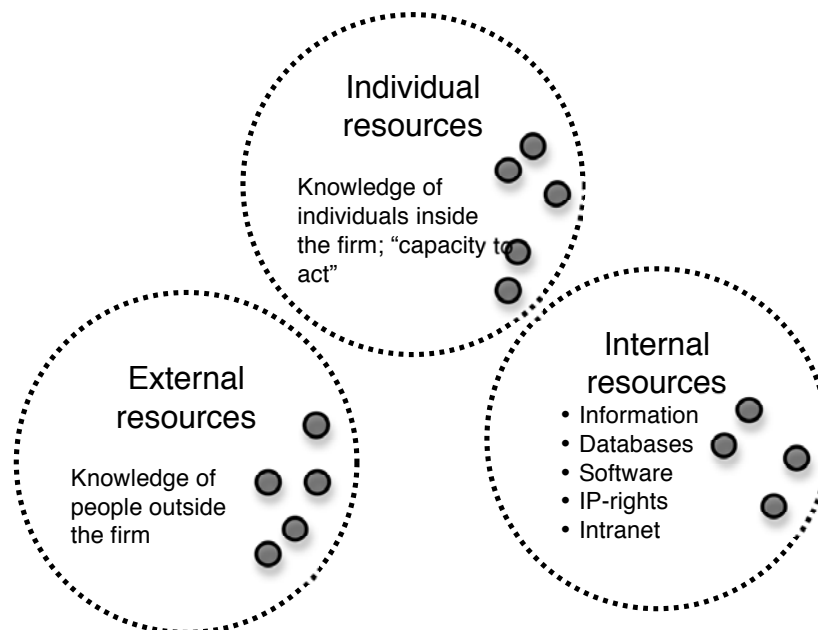 Individual
resources
Knowledge of
individuals inside
the firm; “capacity to
act”
External
resources
Knowledge of
people outside
the firm
Internal
resources
• Information
• Databases
• Software
• IP-rights
• Intranet